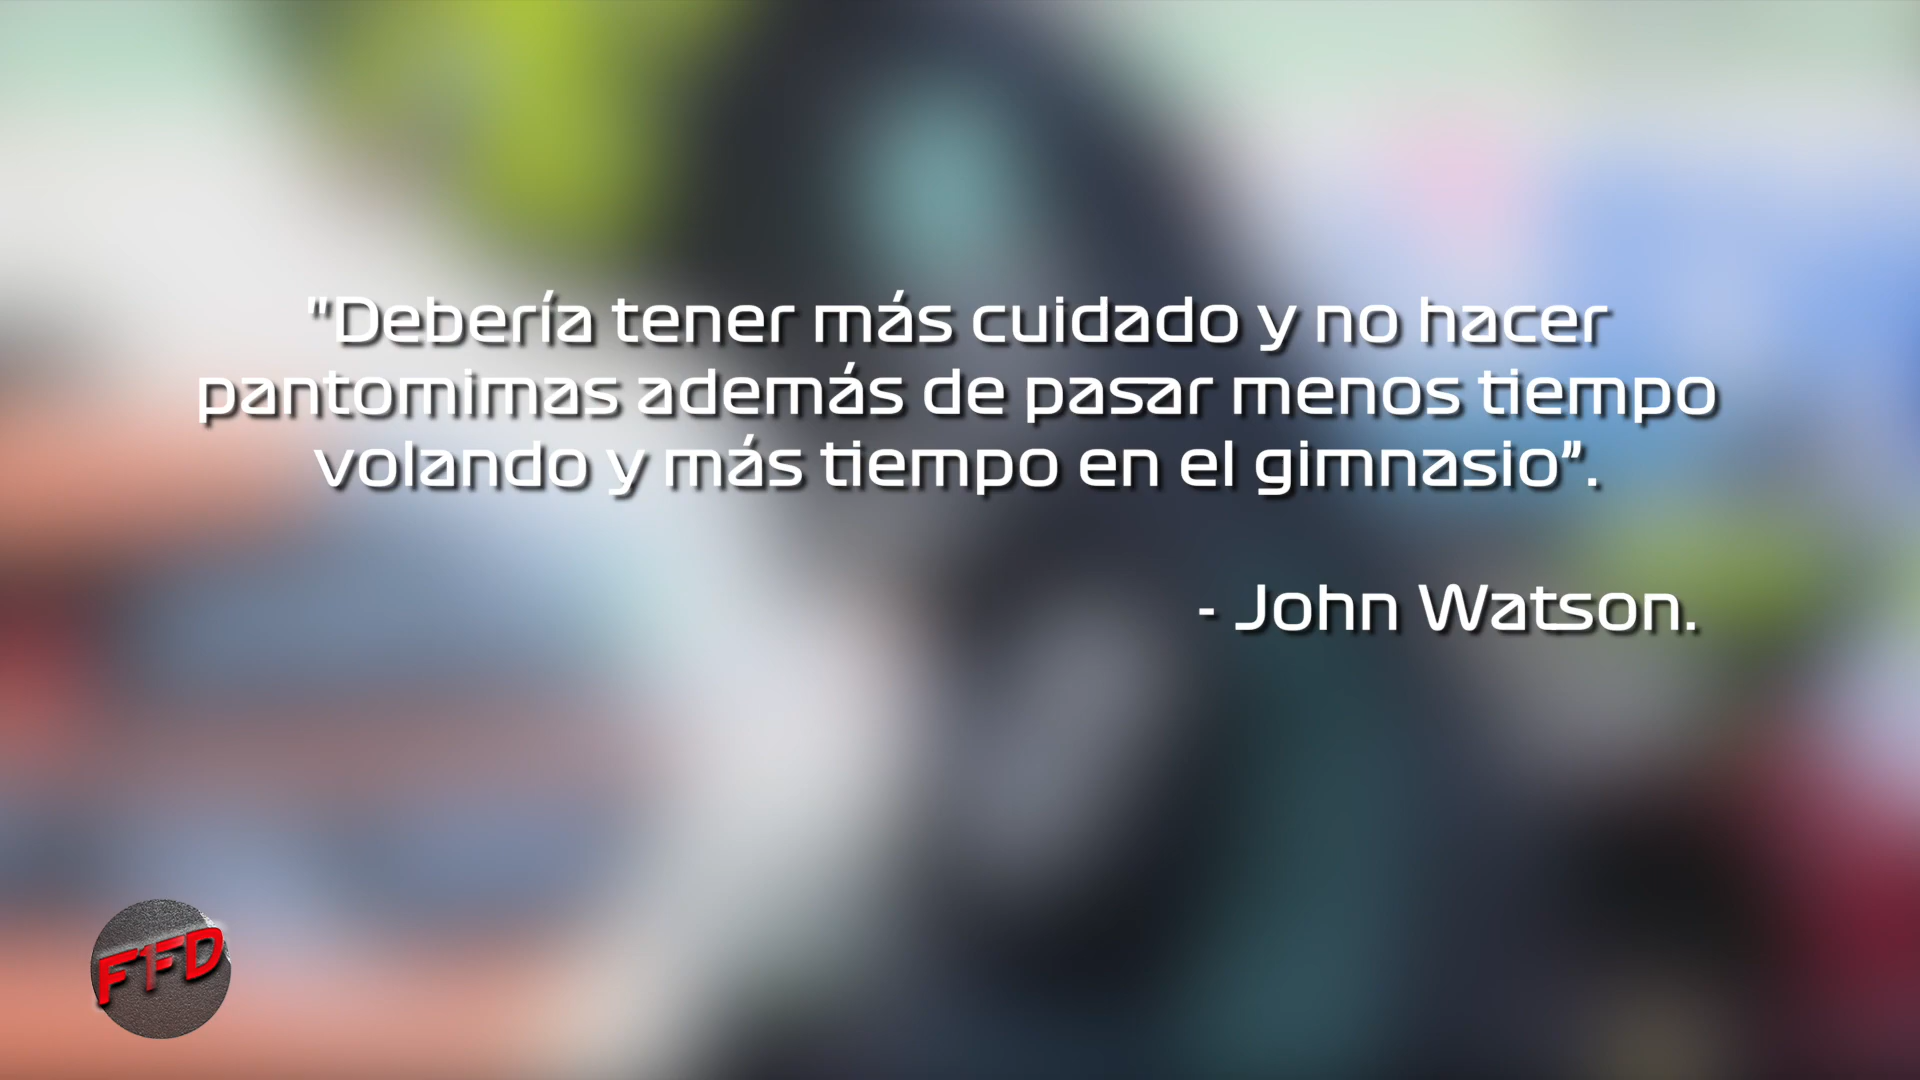 "Debería tener más cuidado y no hacer
pantomimas además de pasar menos tiempo
volando y más tiempo en el gimnasio".
- John Watson.
F1FD